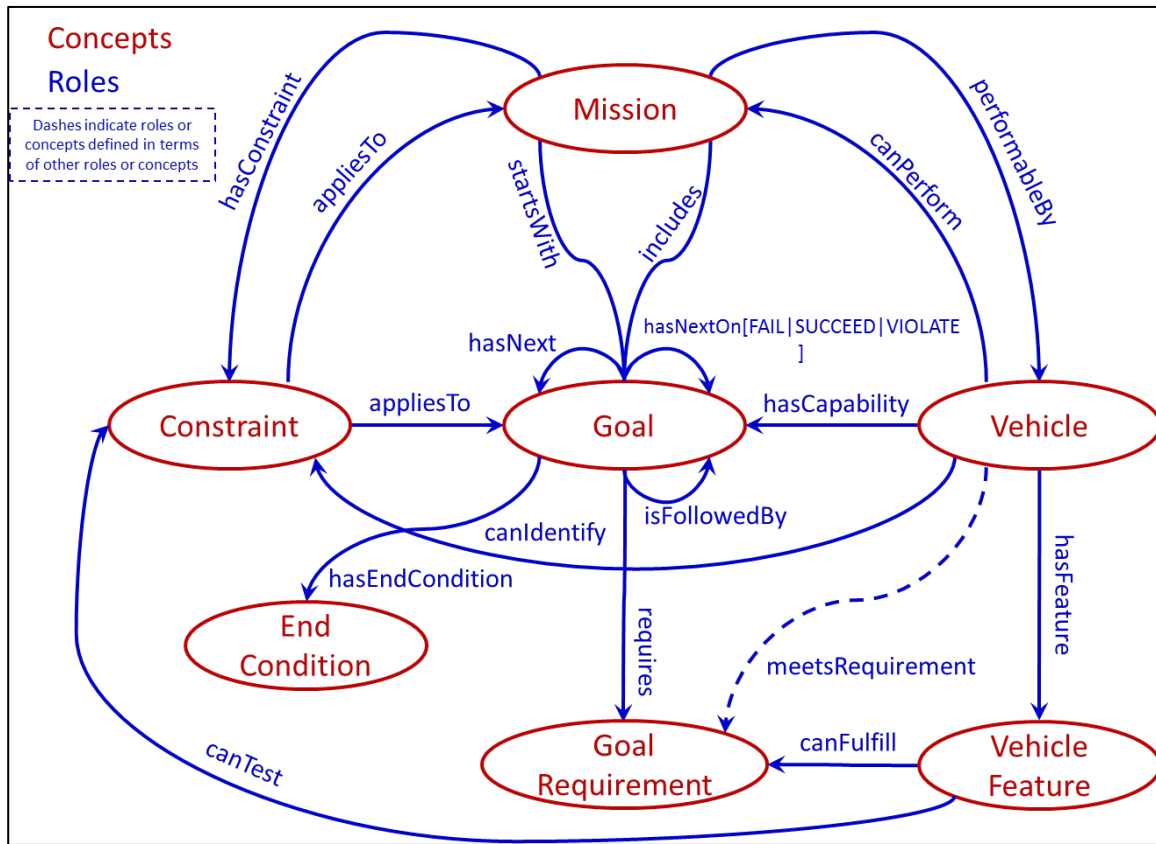 Concepts
Roles
Dashes indicate roles or
concepts defined in terms
of other roles or concepts
hasConstraint
appliesTo
Mission
startsWith
includes
canPerform
performableBy
hasNext
hasNextOn[FAIL|SUCCEED|VIOLATE
]
Constraint
appliesTo
Goal
hasCapability
Vehicle
isFollowedBy
canIdentify
hasEndCondition
End
Condition
requires
meetsRequirement
hasFeature
canTest
Goal
Requirement
canFulfill
Vehicle
Feature